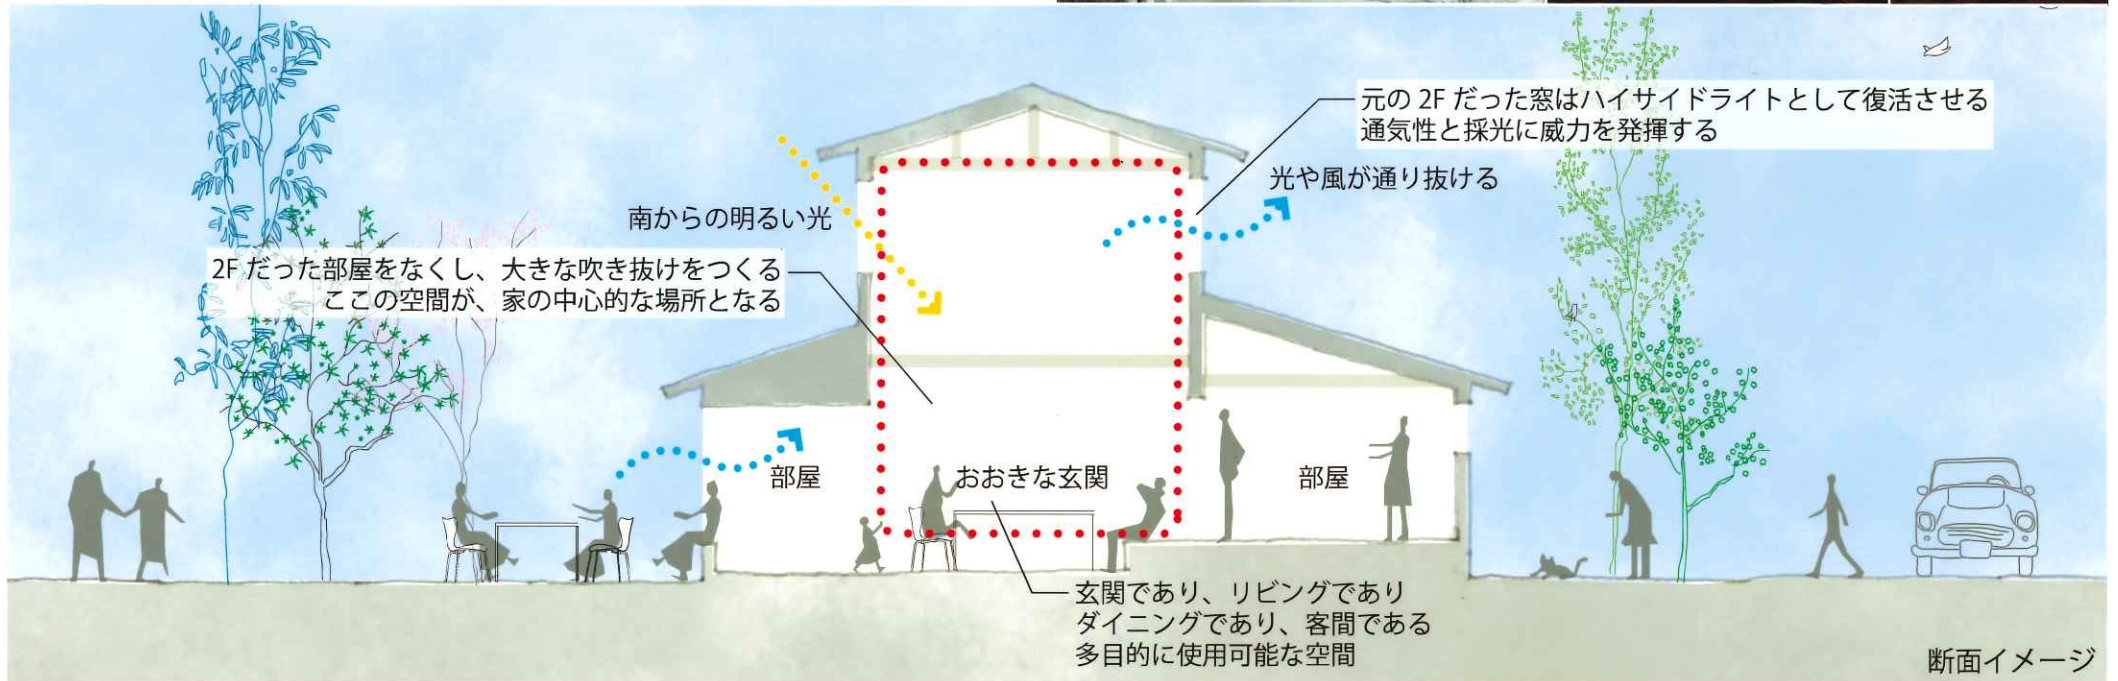 元の 2F だった窓はハイサイドライトとして復活させる
通気性と採光に威力を発揮する
光や風が通り抜ける
南からの明るい光
2F だった部屋をなくし、大きな吹き抜けをつくる
ここの空間が、家の中心的な場所となる
部屋
おおきな玄関
部屋
玄関であり、リビングであり
ダイニングであり、客間である
多目的に使用可能な空間
断面イメージ